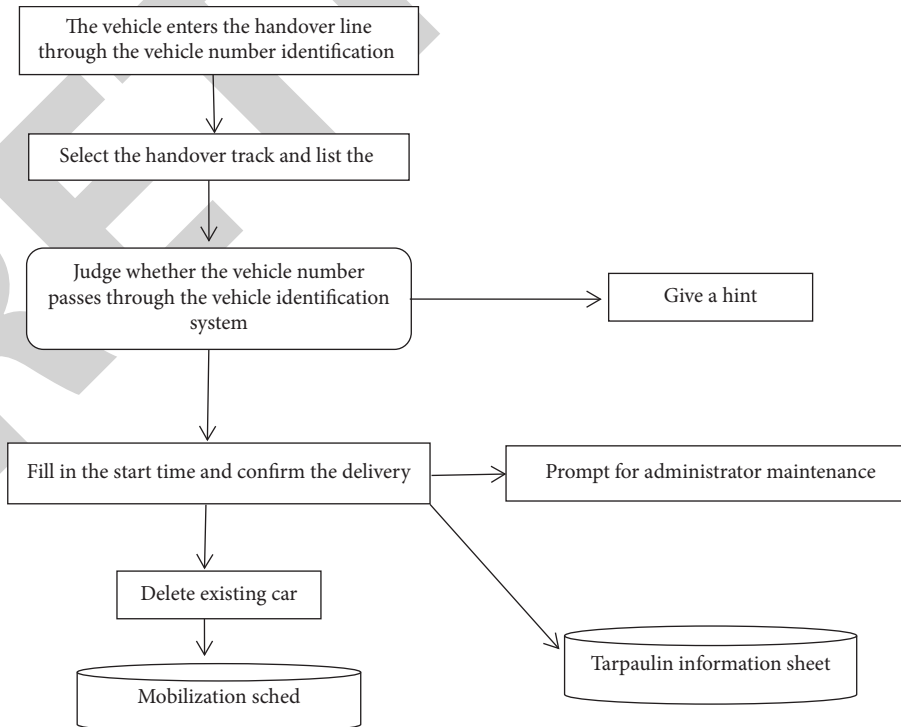 The vehicle enters the handover line
through the vehicle number identification
Select the handover track and list the
Judge whether the vehicle number
passes through the vehicle identification
system
Give a hint
Fill in the start time and confirm the delivery
Prompt for administrator maintenance
Delete existing car
Tarpaulin information sheet
Mobilization sched